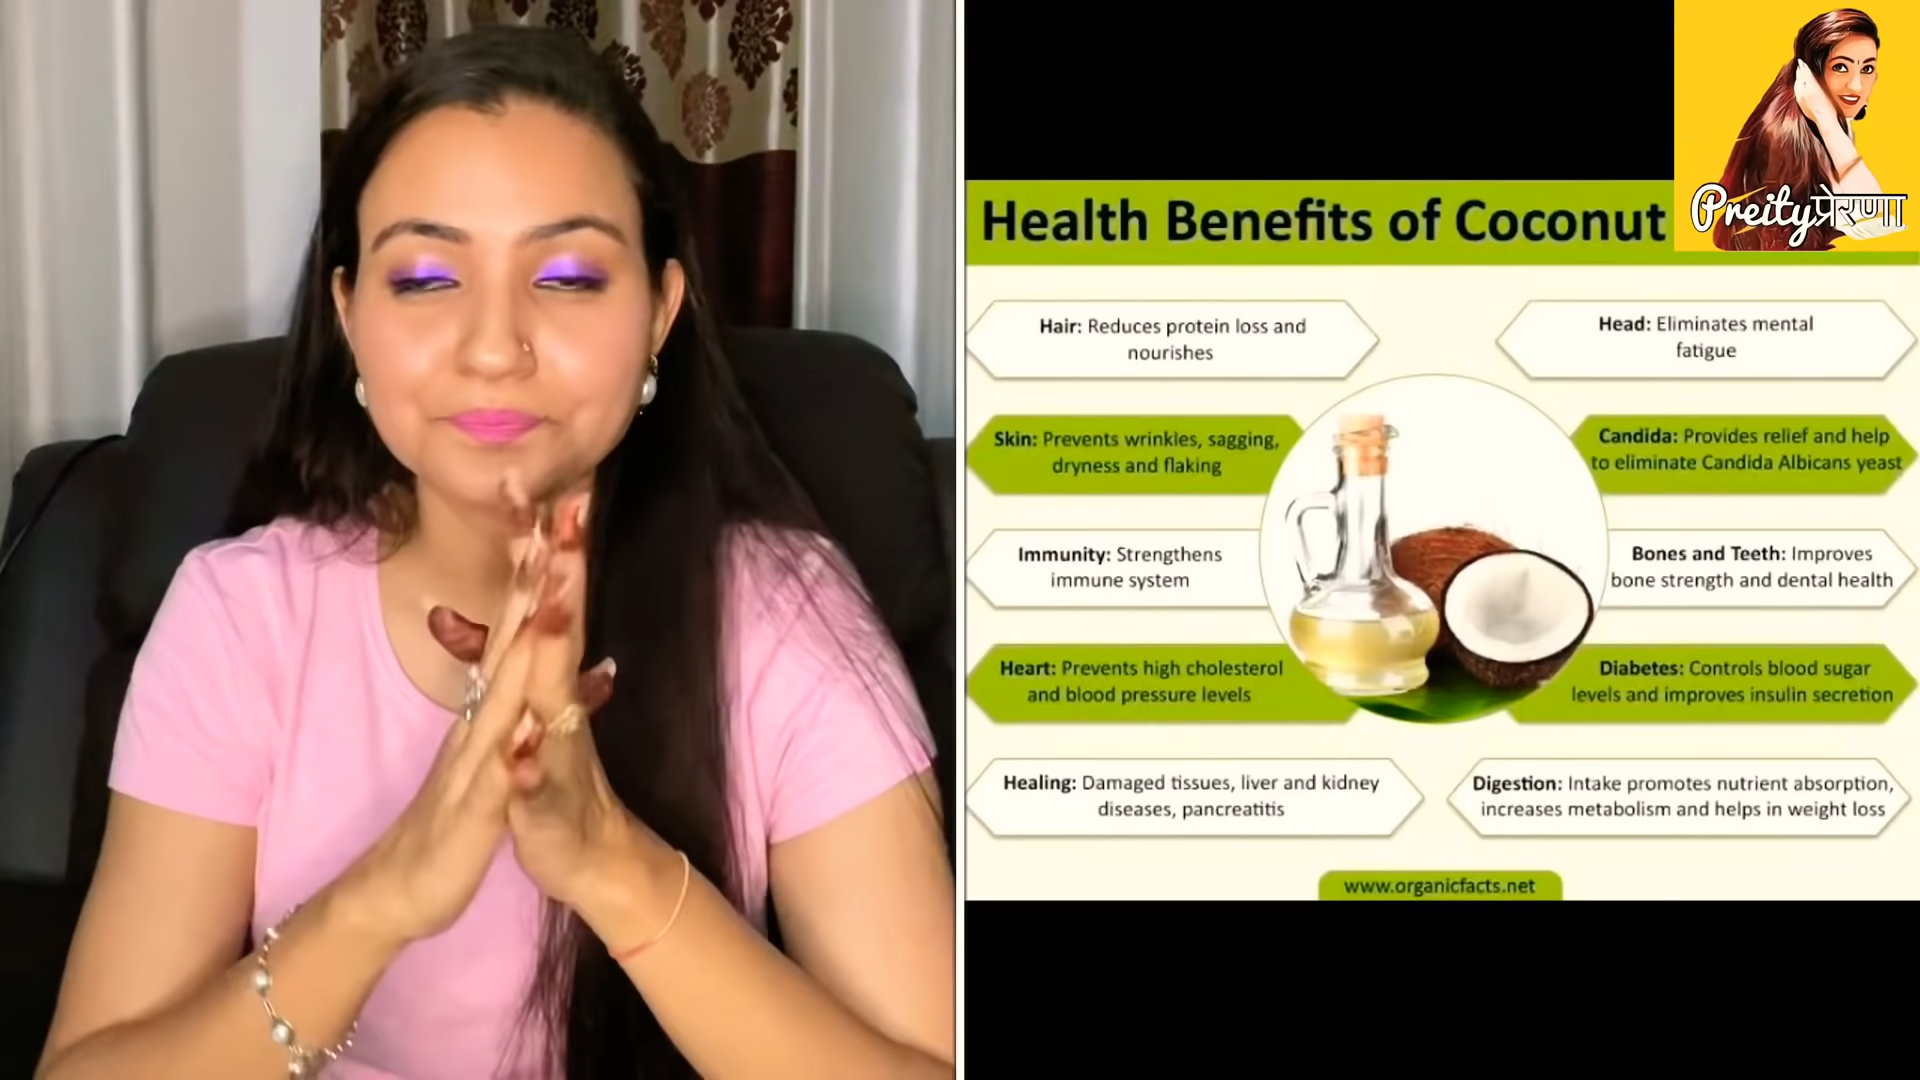 Preityप्रेरणा
Health Benefits of Coconut
Hair: Reduces protein loss and
nourishes
Head: Eliminates mental
fatigue
Skin: Prevents wrinkles, sagging,
dryness and flaking
Candida: Provides relief and help
to eliminate Candida Albicans yeast
Immunity: Strengthens
immune system
Bones and Teeth: Improves
bone strength and dental health
Heart: Prevents high cholesterol
and blood pressure levels
Diabetes: Controls blood sugar
levels and improves insulin secretion
Healing: Damaged tissues, liver and kidney
diseases, pancreatitis
Digestion: Intake promotes nutrient absorption,
increases metabolism and helps in weight loss
www.organicfacts.net